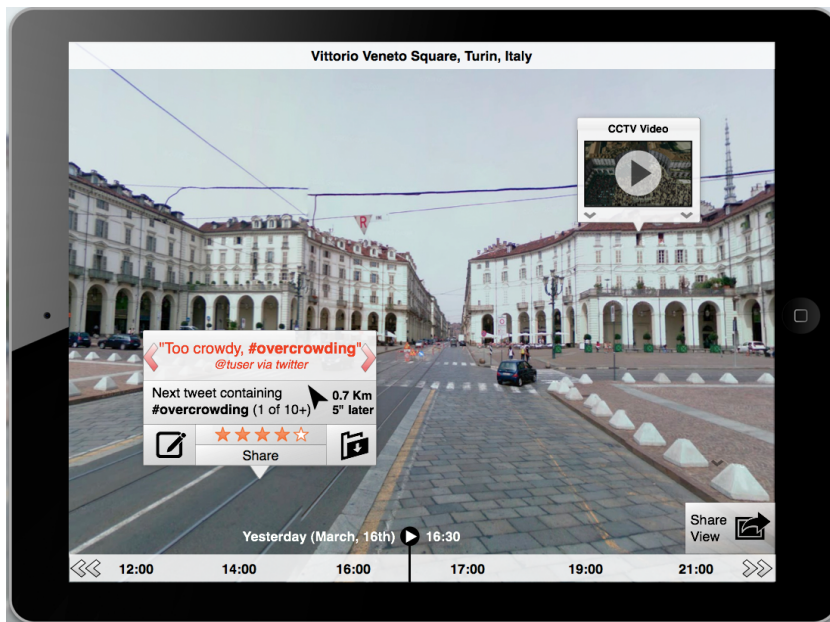 Vittorio Veneto Square, Turin, Italy
CCTV Video
R
"Too crowdy, #overcrowding"
@tuser via twitter
Next tweet containing
#overcrowding (1 of 10+)
0.7 Km
5" later
Share
Share
View
Yesterday (March, 16th) 16:30
12:00 14:00 16:00 17:00 19:00 21:00